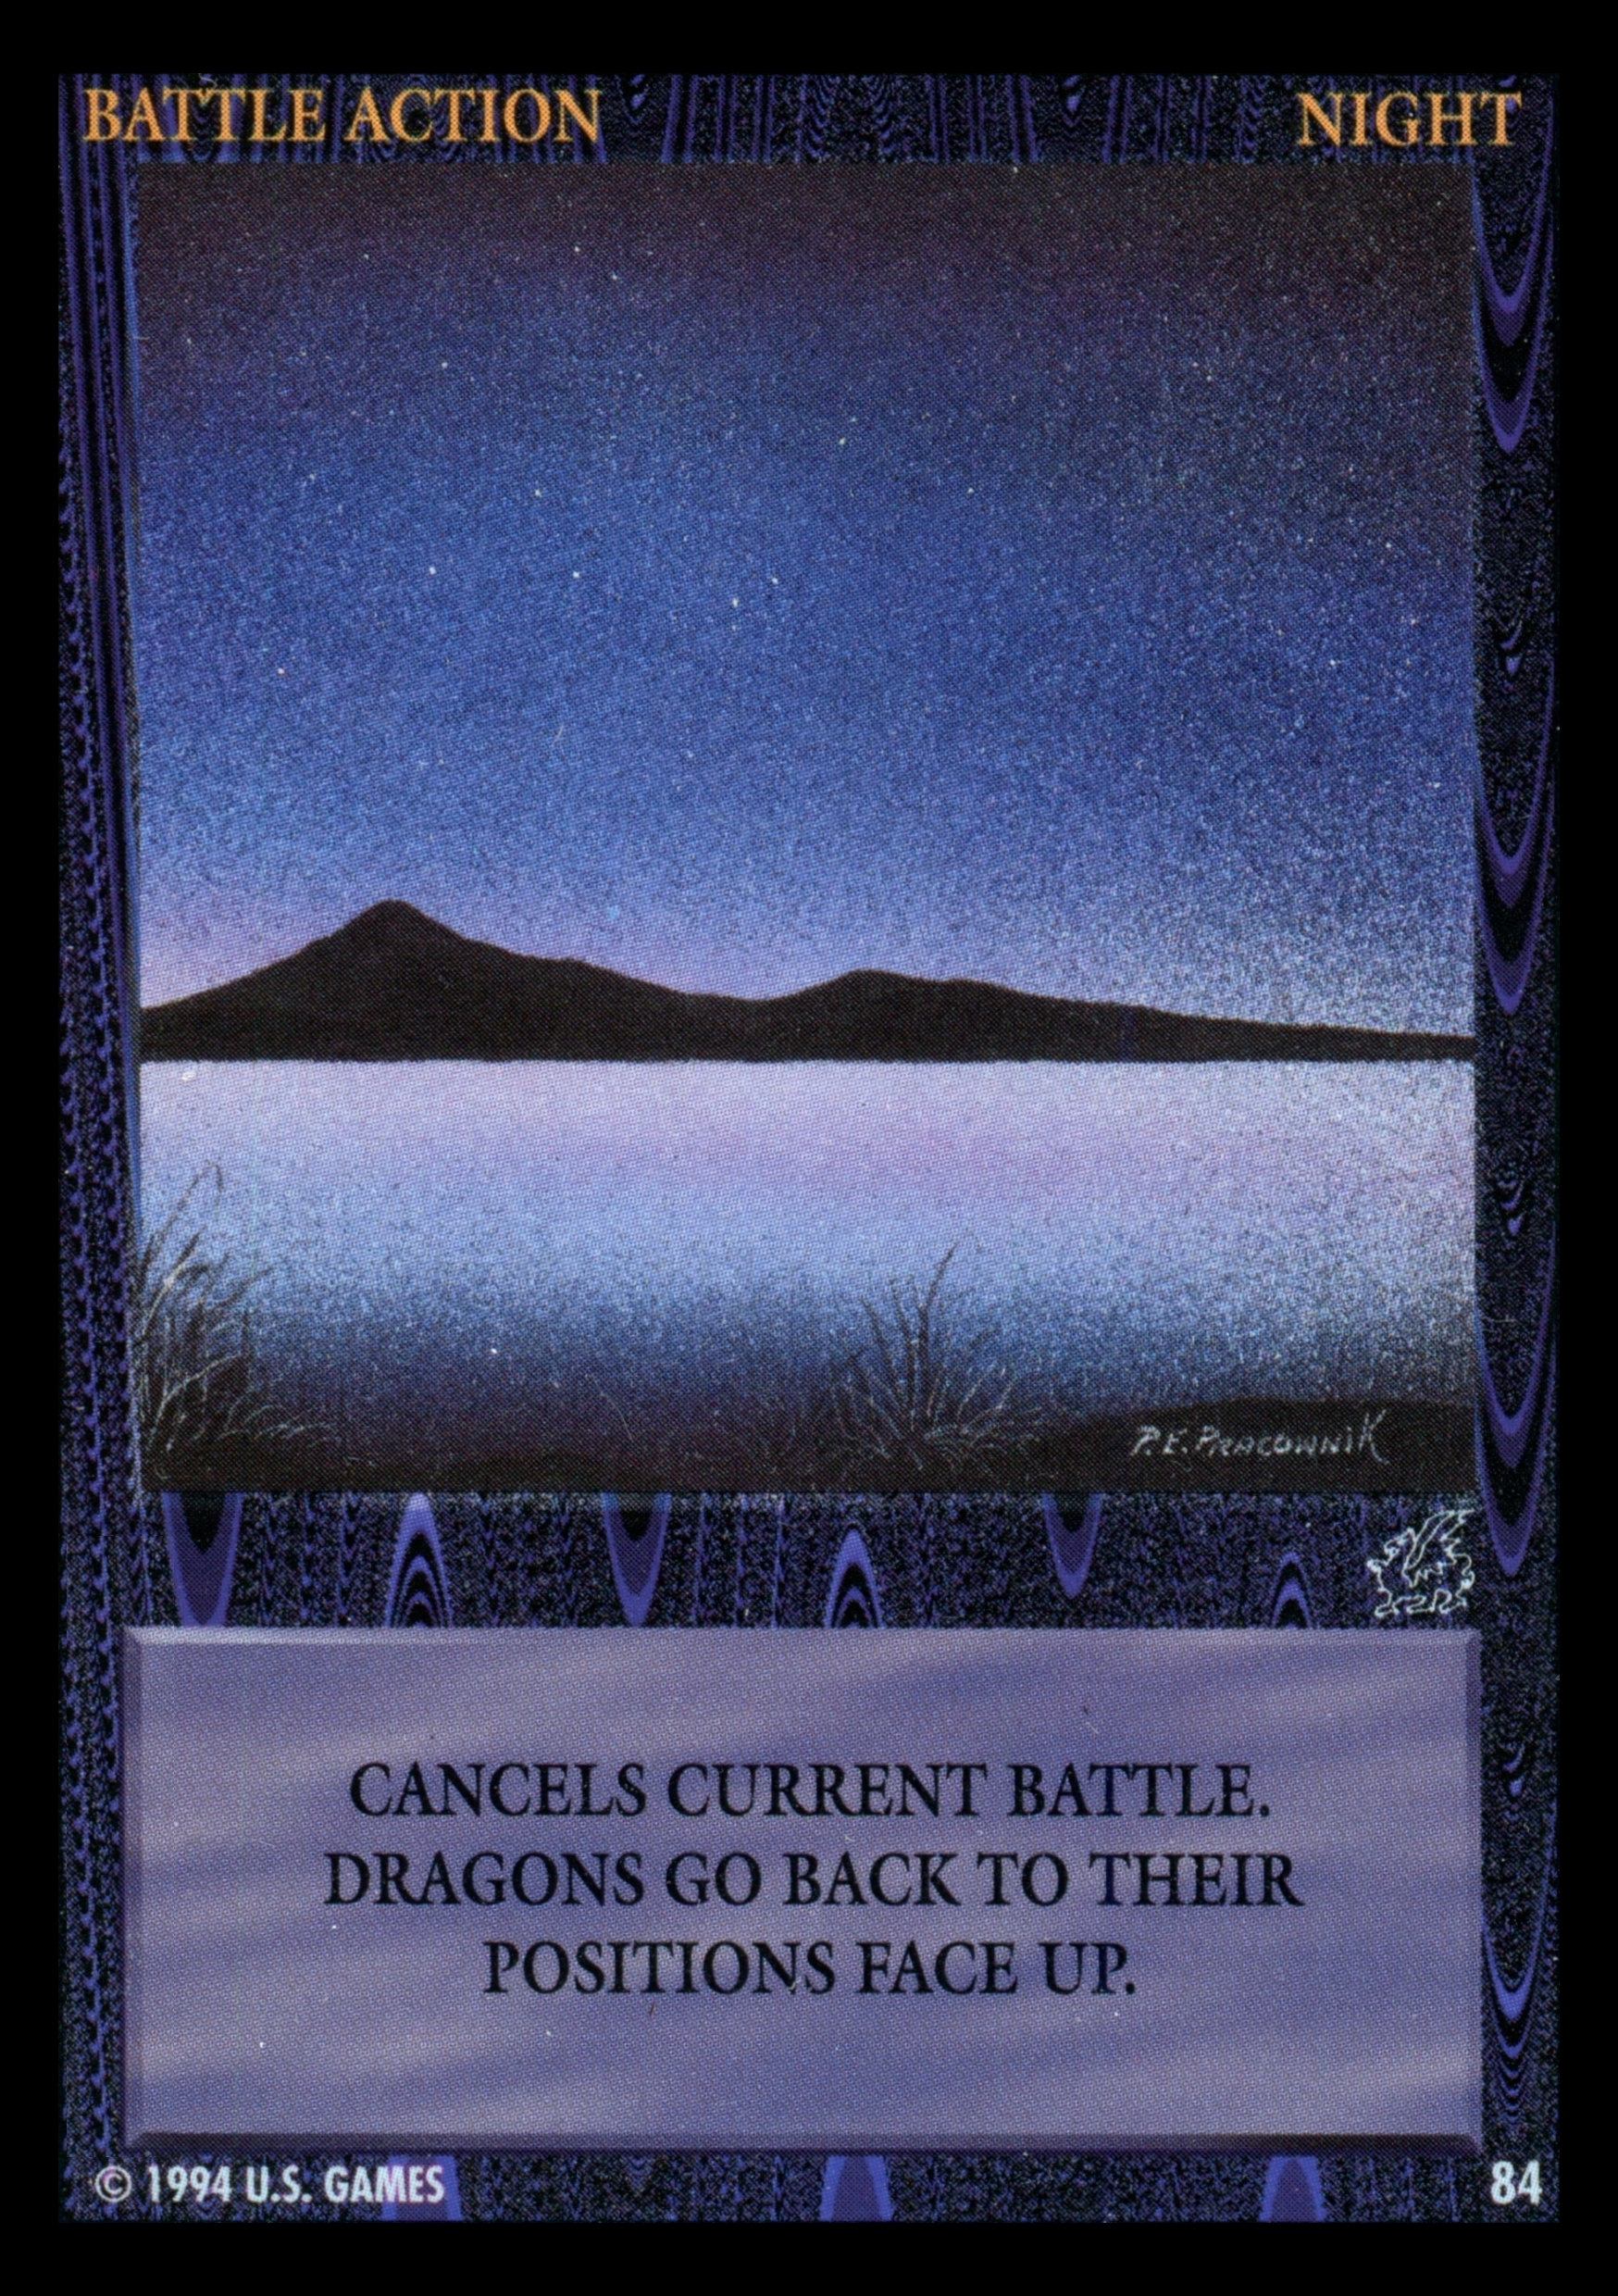 BATTLE ACTION NIGHT
P.E. PRACOWNIK
CANCELS CURRENT BATTLE.
DRAGONS GO BACK TO THEIR
POSITIONS FACE UP.
© 1994 U.S. GAMES 84